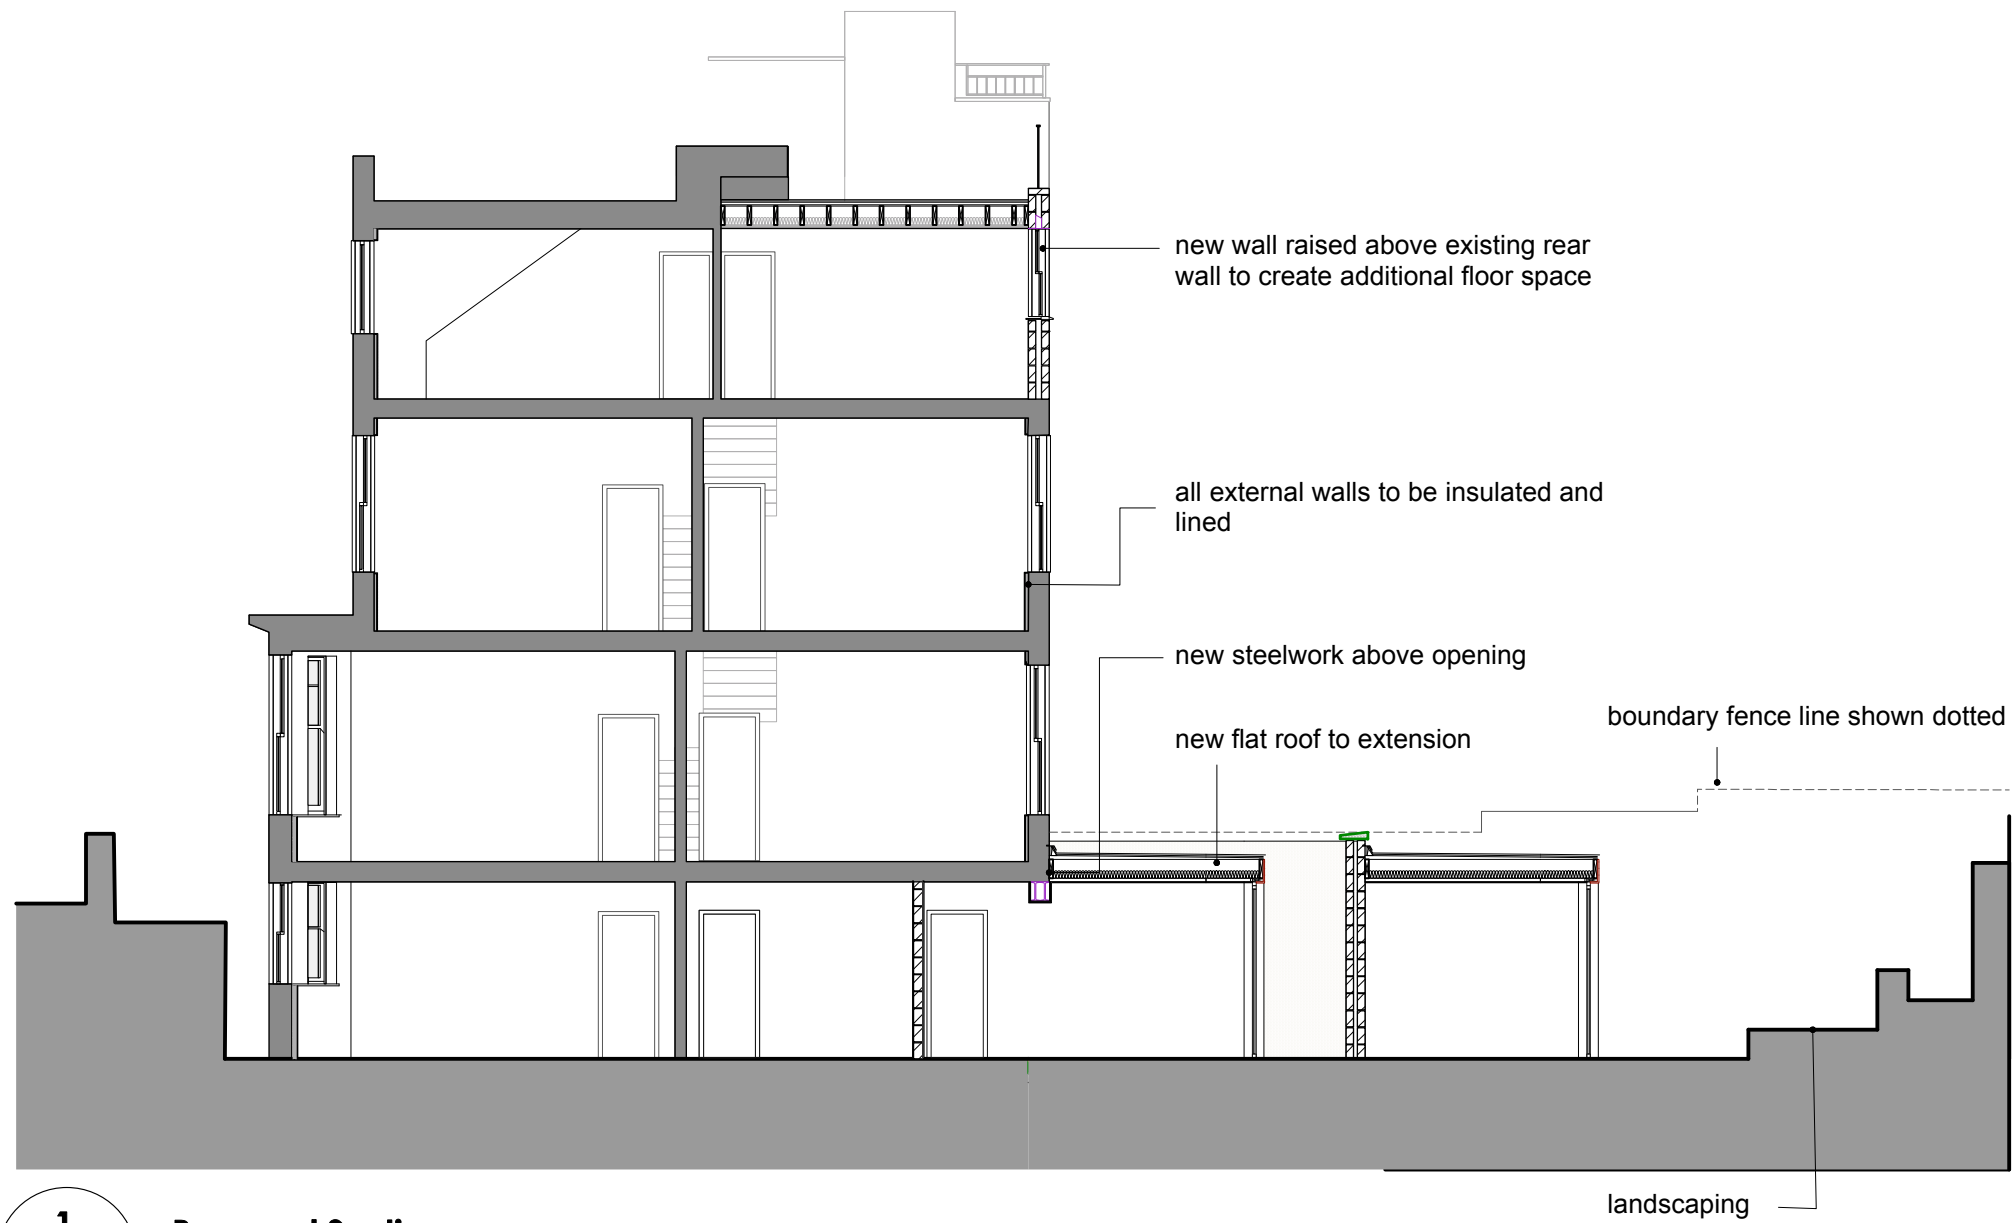 new wall raised above existing rear
wall to create additional floor space
all external walls to be insulated and
lined
new steelwork above opening
boundary fence line shown dotted
new flat roof to extension
landscaping
1